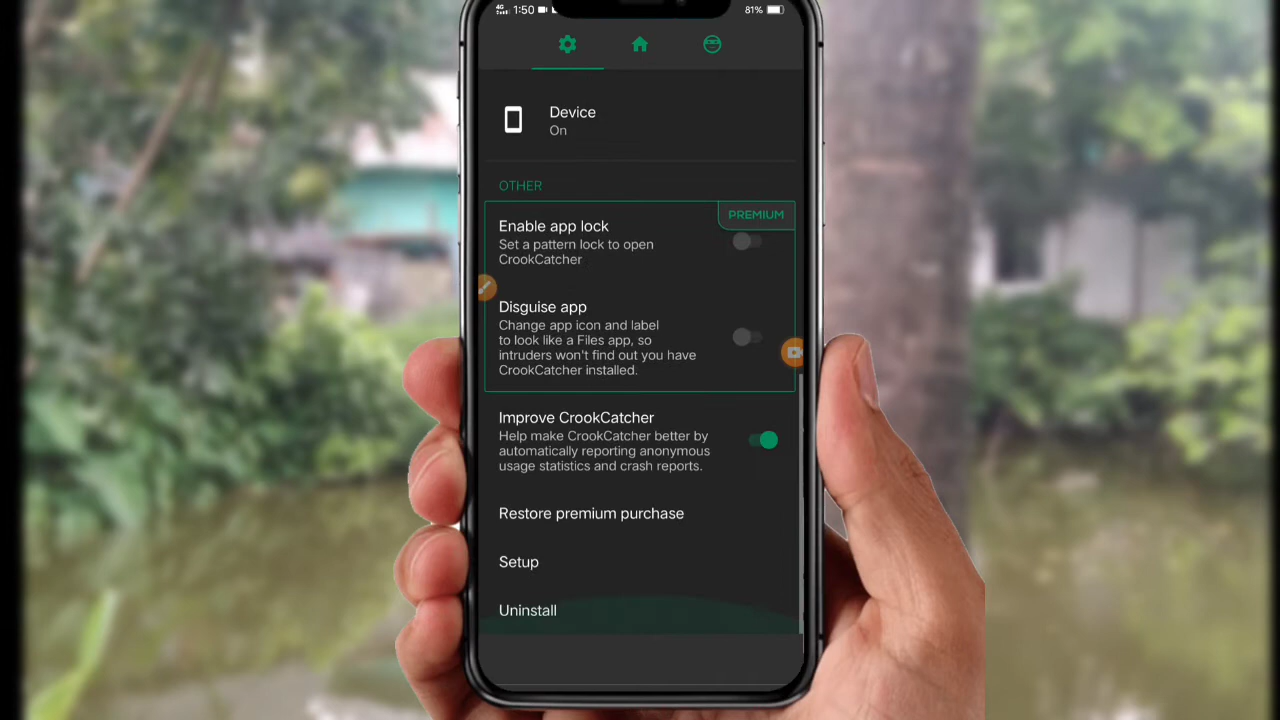 4G 1:50
81%
Device
On
OTHER
PREMIUM
Enable app lock
Set a pattern lock to open
CrookCatcher
Disguise app
Change app icon and label
to look like a Files app, so
intruders won't find out you have
CrookCatcher installed.
Improve CrookCatcher
Help make CrookCatcher better by
automatically reporting anonymous
usage statistics and crash reports.
Restore premium purchase
Setup
Uninstall